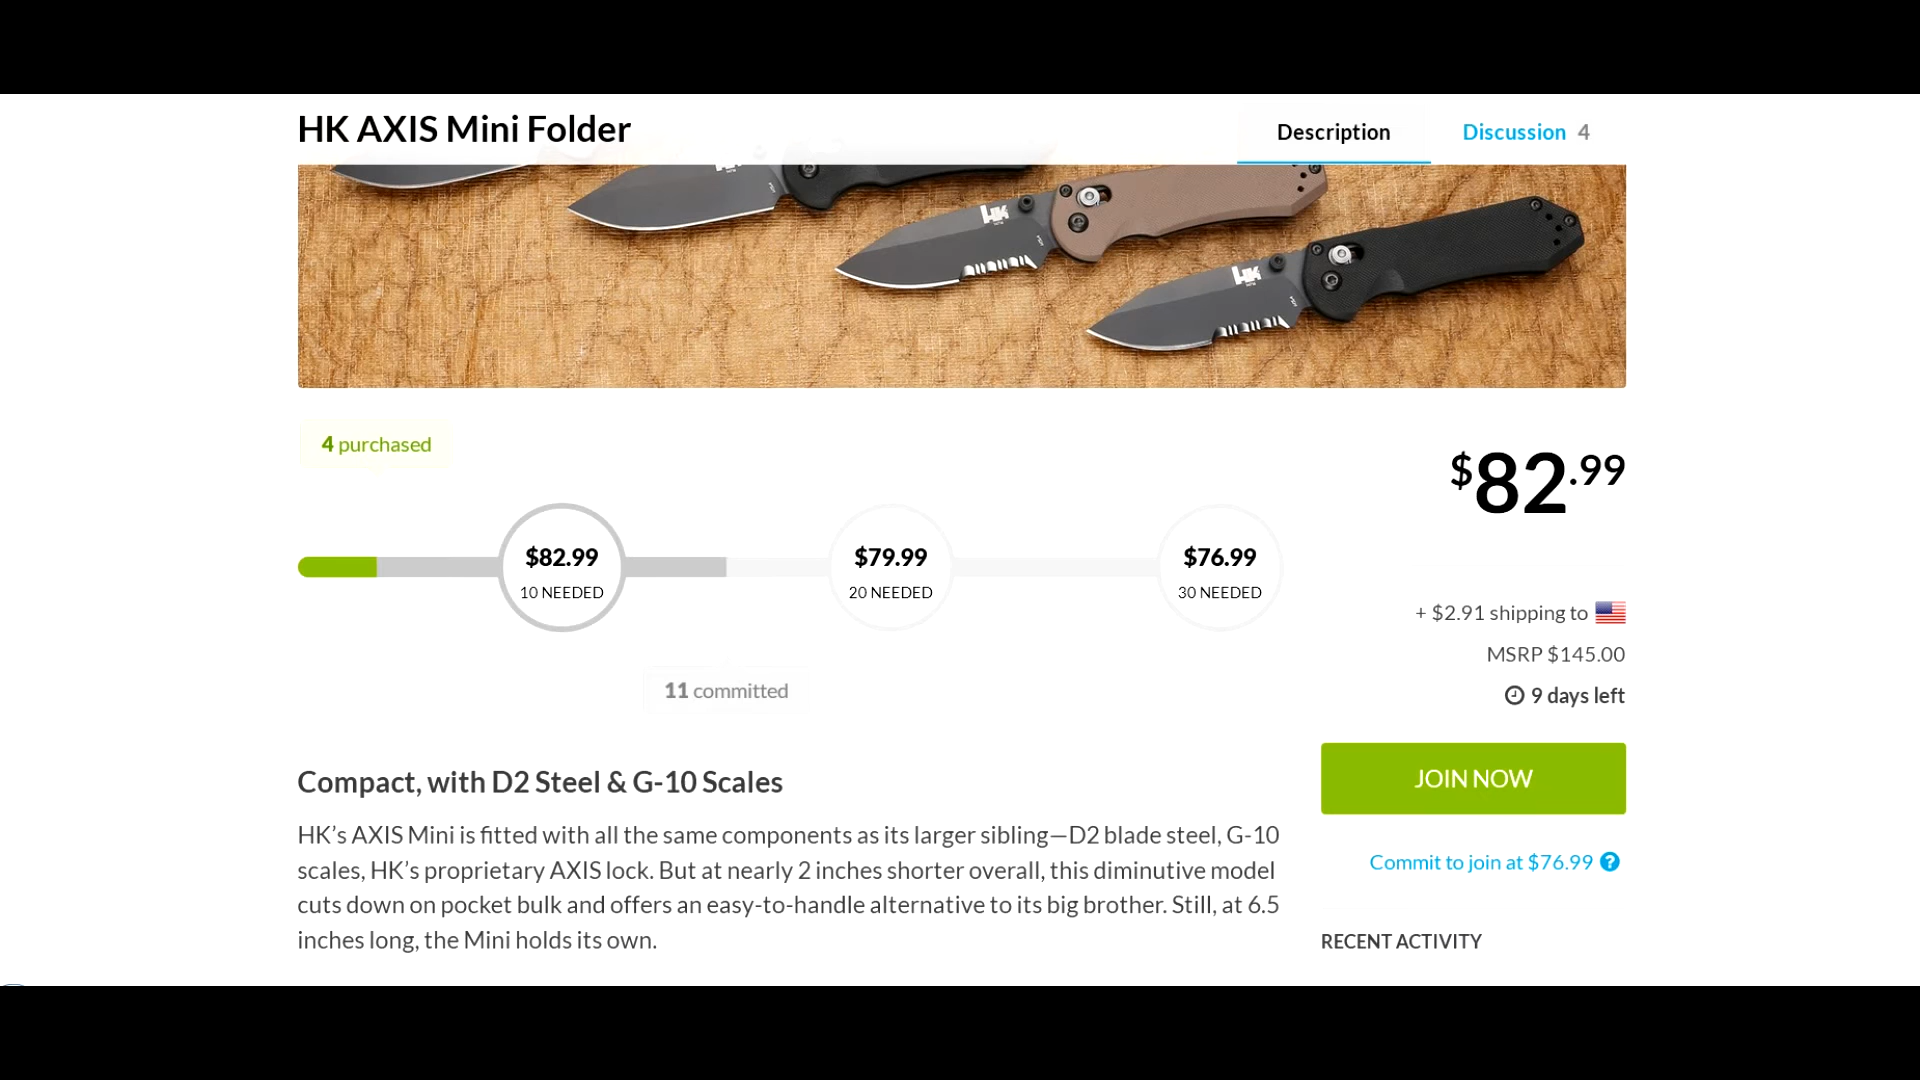 HK AXIS Mini Folder
Description
Discussion 4
4 purchased
$82.99
$82.99
10 NEEDED
$79.99
20 NEEDED
$76.99
30 NEEDED
+ $2.91 shipping to
MSRP $145.00
11 committed
9 days left
JOIN NOW
Compact, with D2 Steel & G-10 Scales
HK’s AXIS Mini is fitted with all the same components as its larger sibling—D2 blade steel, G-10
scales, HK’s proprietary AXIS lock. But at nearly 2 inches shorter overall, this diminutive model
cuts down on pocket bulk and offers an easy-to-handle alternative to its big brother. Still, at 6.5
inches long, the Mini holds its own.
Commit to join at $76.99 ?
RECENT ACTIVITY
HK
HK